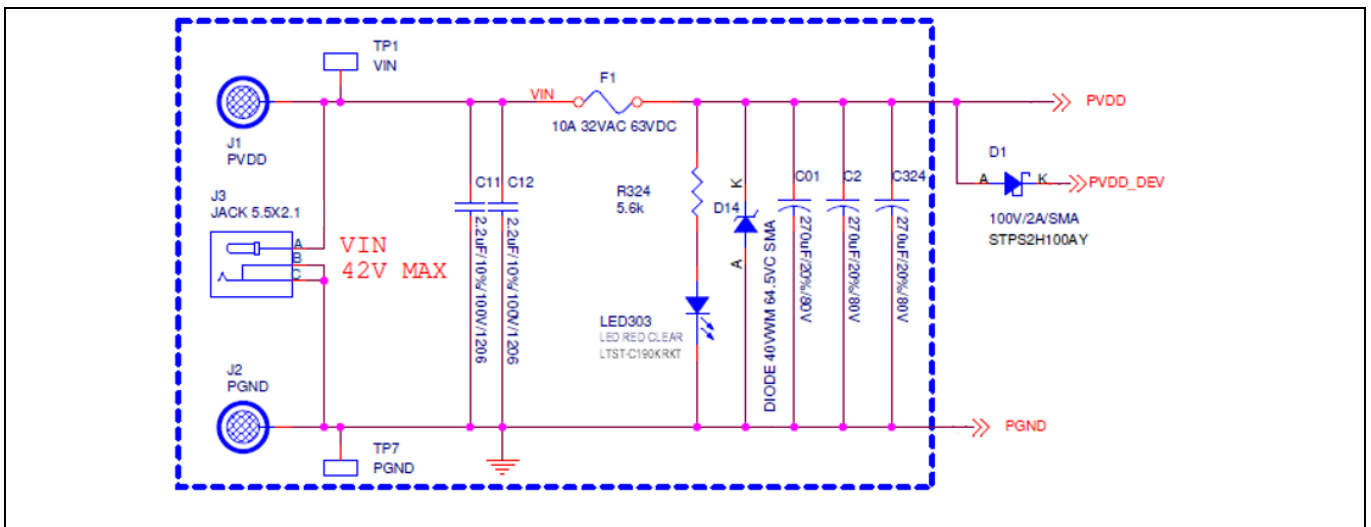 TP1
VIN
J1
PVDD
J3
JACK 5.5X2.1
A
B
C
VIN
42V MAX
J2
PGND
TP7
PGND
C11
2.2uF/10%/100V/1206
C12
2.2uF/10%/100V/1206
VIN
F1
10A 32VAC 63VDC
R324
5.6k
LED303
LED RED CLEAR
LTST-C190KRKT
D14
K
A
DIODE 40VWM 64.5VC SMA
C01
270uF/20%/80V
C2
270uF/20%/80V
C324
270uF/20%/80V
PVDD
D1
A
K
PVDD_DEV
100V/2A/SMA
STPS2H100AY
PGND